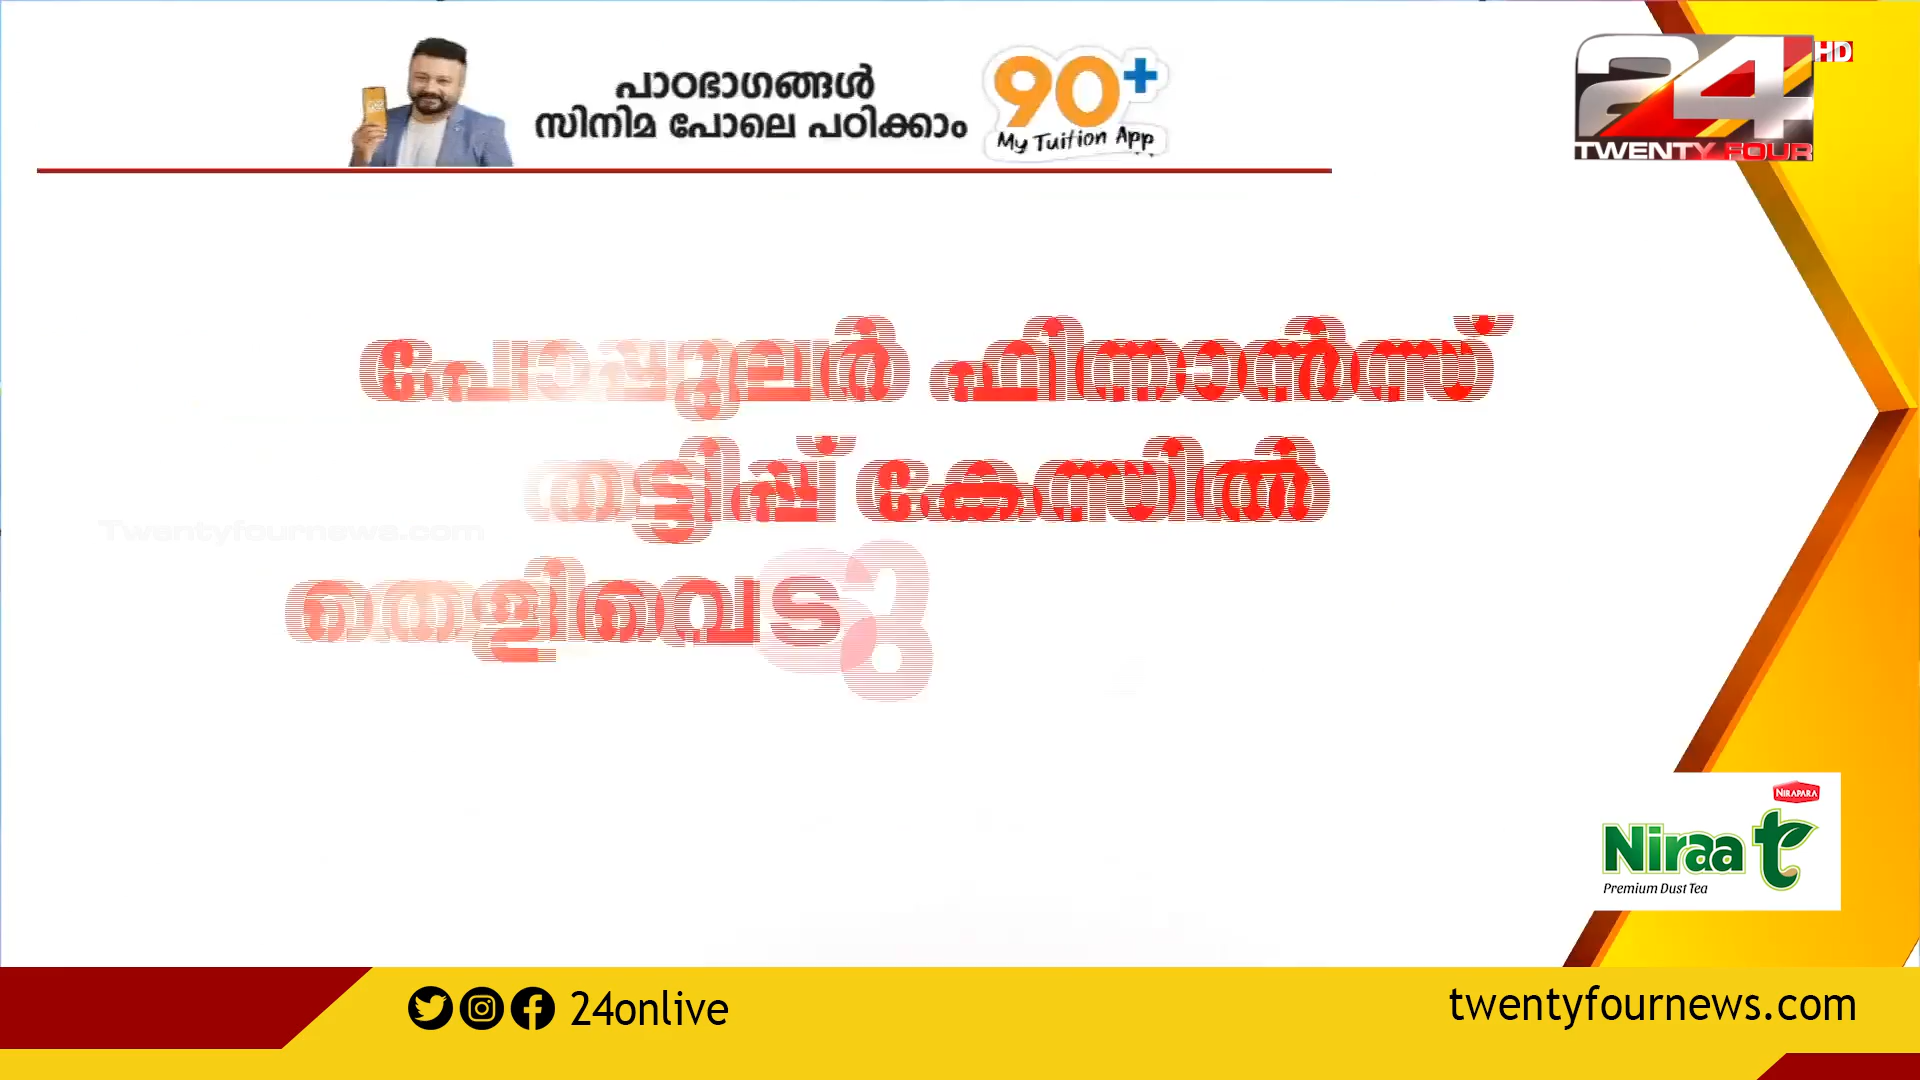 പാഠഭാഗങ്ങൾ
സിനിമ പോലെ പഠിക്കാം
90+
My Tuition App
24
HD
TWENTY FOUR
പോപ്പുലർ ഫിനാൻസ്
തട്ടിപ്പ് കേസിൽ
തെളിവെടു
Twentyfournews.com
NIRAPARA
Niraa t
Premium Dust Tea
24onlive
twentyfournews.com